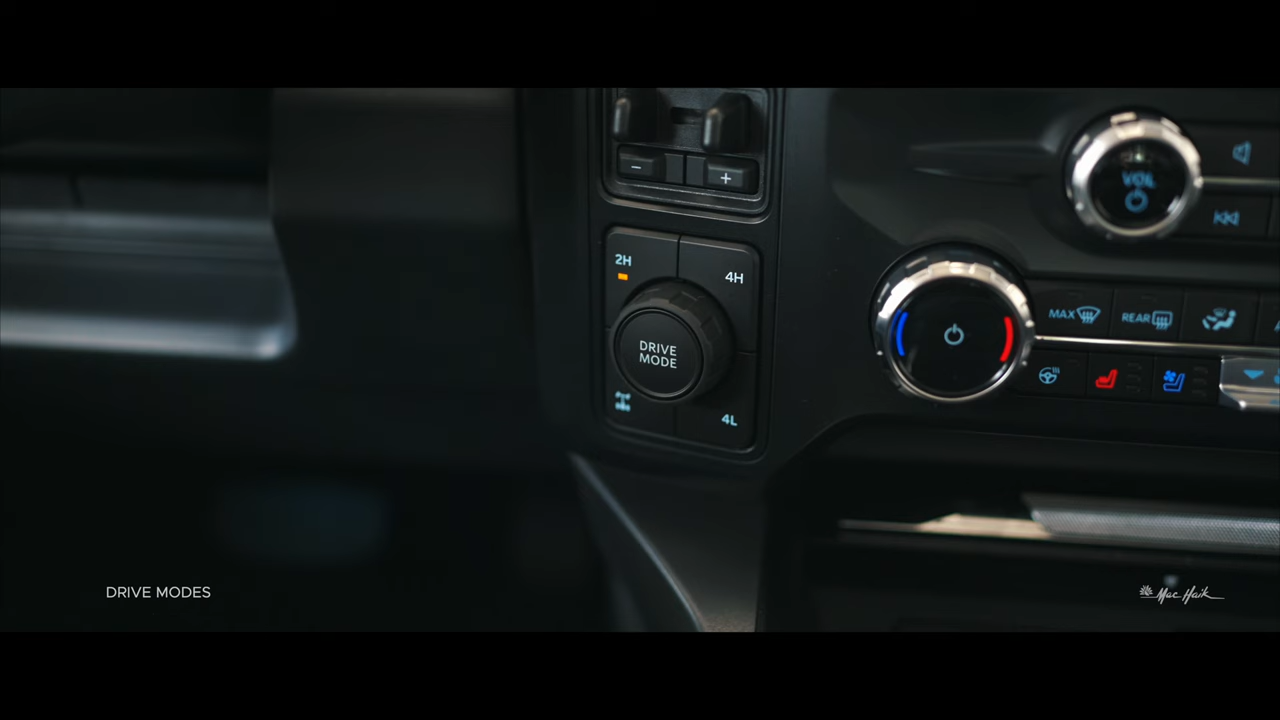 − +
2H
4H
DRIVE
MODE
4L
VOL
MAX
REAR
DRIVE MODES
Mac Haik